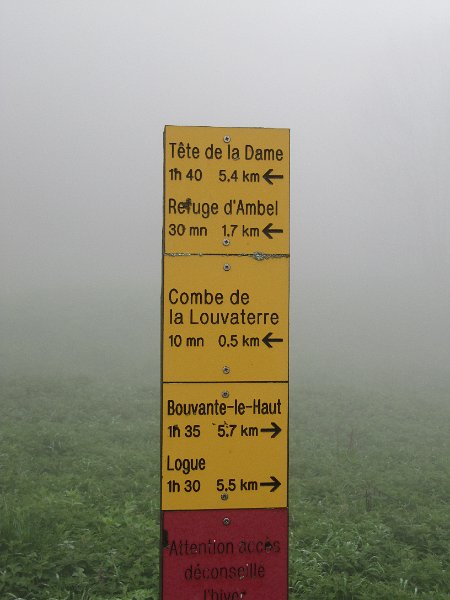 Tête de la Dame
1h 40 5.4 km ←
Refuge d'Ambel
30 mn 1.7 km ←
Combe de
la Louvaterre
10 mn 0.5 km ←
Bouvante-le-Haut
1h 35 5.7 km →
Logue
1h 30 5.5 km →
Attention accès
déconseillé
l'hiver